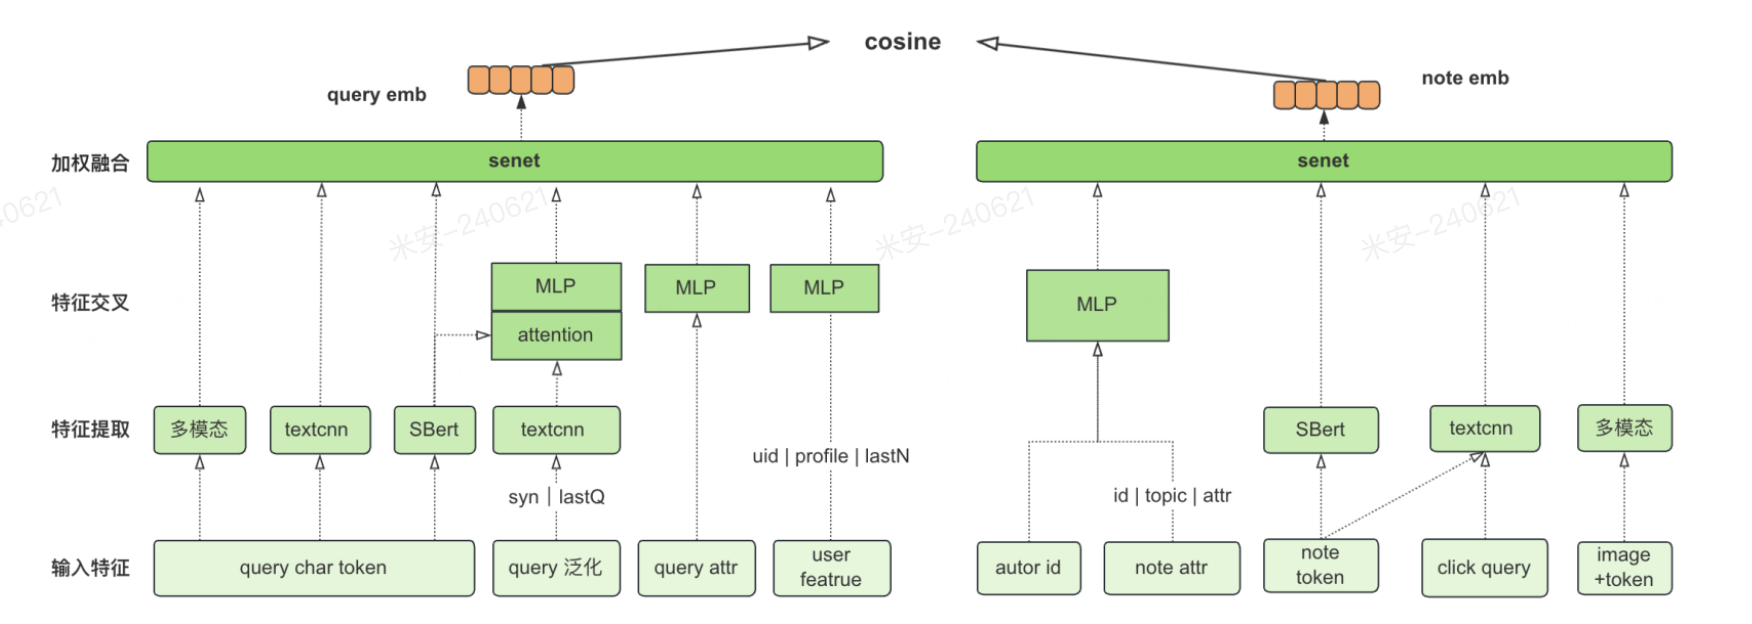 cosine
query emb
note emb
加权融合
senet
senet
40621
米安-240621
米安-240621
米安-240621
特征交叉
MLP
attention
MLP
MLP
MLP
特征提取
多模态
textcnn
SBert
textcnn
SBert
textcnn
多模态
uid | profile | lastN
syn | lastQ
id | topic | attr
输入特征
query char token
query 泛化
query attr
user
featrue
autor id
note attr
note
token
click query
image
+token